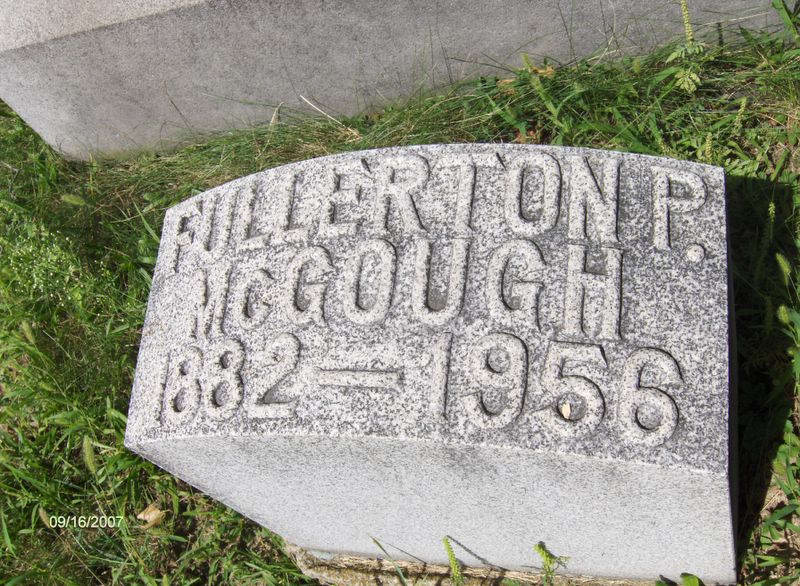 FULLERTON P.
McGOUGH
1882 — 1956
09/16/2007